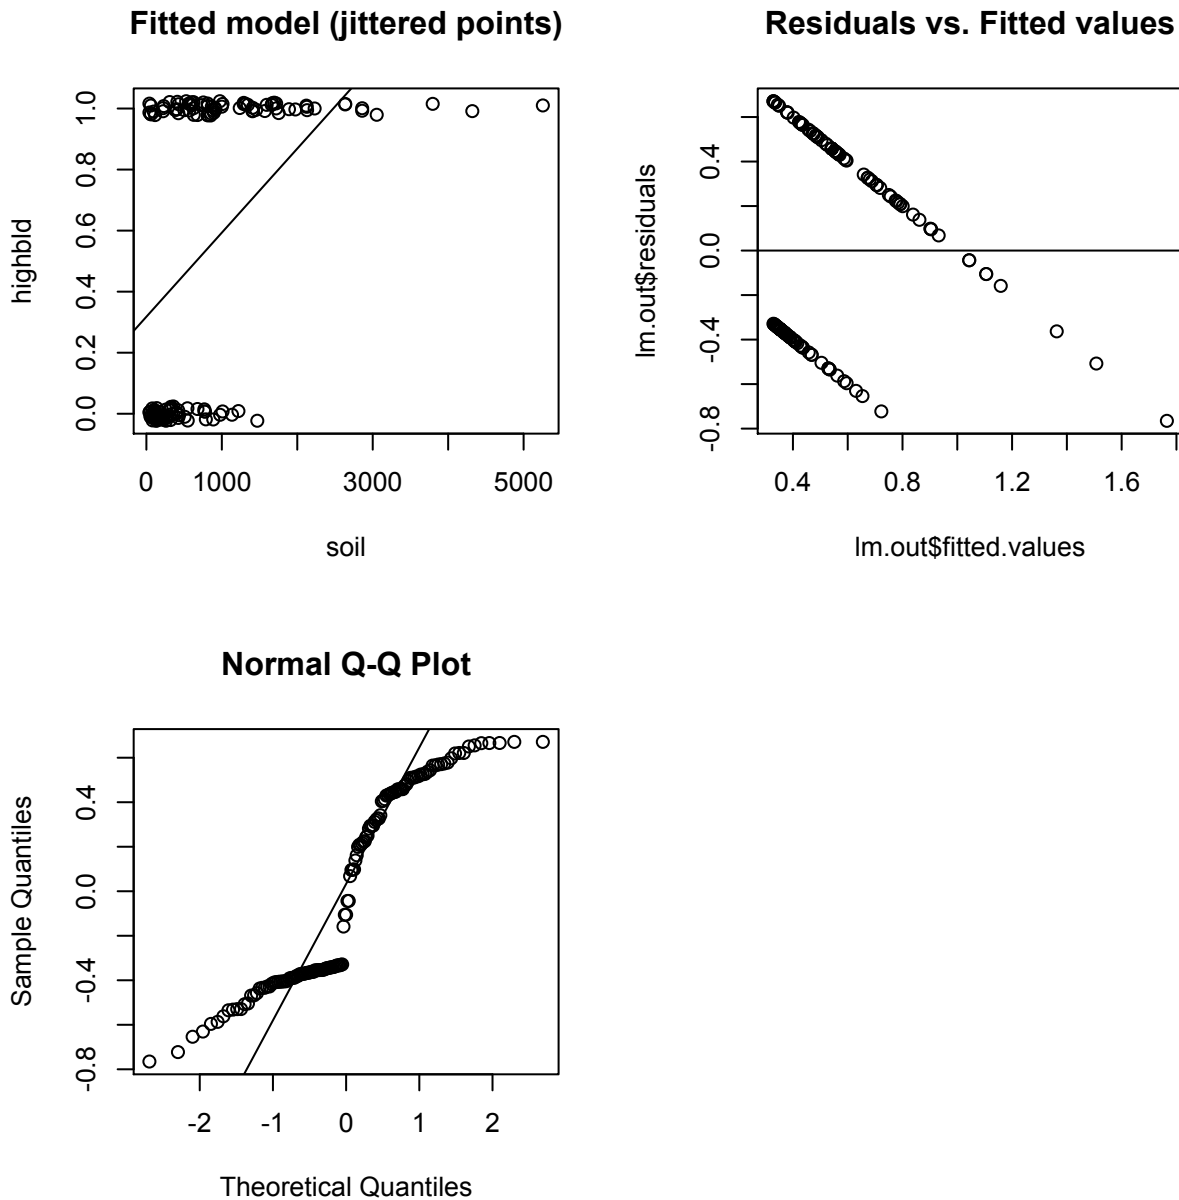 Fitted model (jittered points)
highbld
1.0
0.8
0.6
0.4
0.2
0.0
0 1000 3000 5000
soil
Residuals vs. Fitted values
lm.out$residuals
0.4
0.0
-0.4
-0.8
0.4 0.8 1.2 1.6
lm.out$fitted.values
Normal Q-Q Plot
Sample Quantiles
0.4
0.0
-0.4
-0.8
-2 -1 0 1 2
Theoretical Quantiles